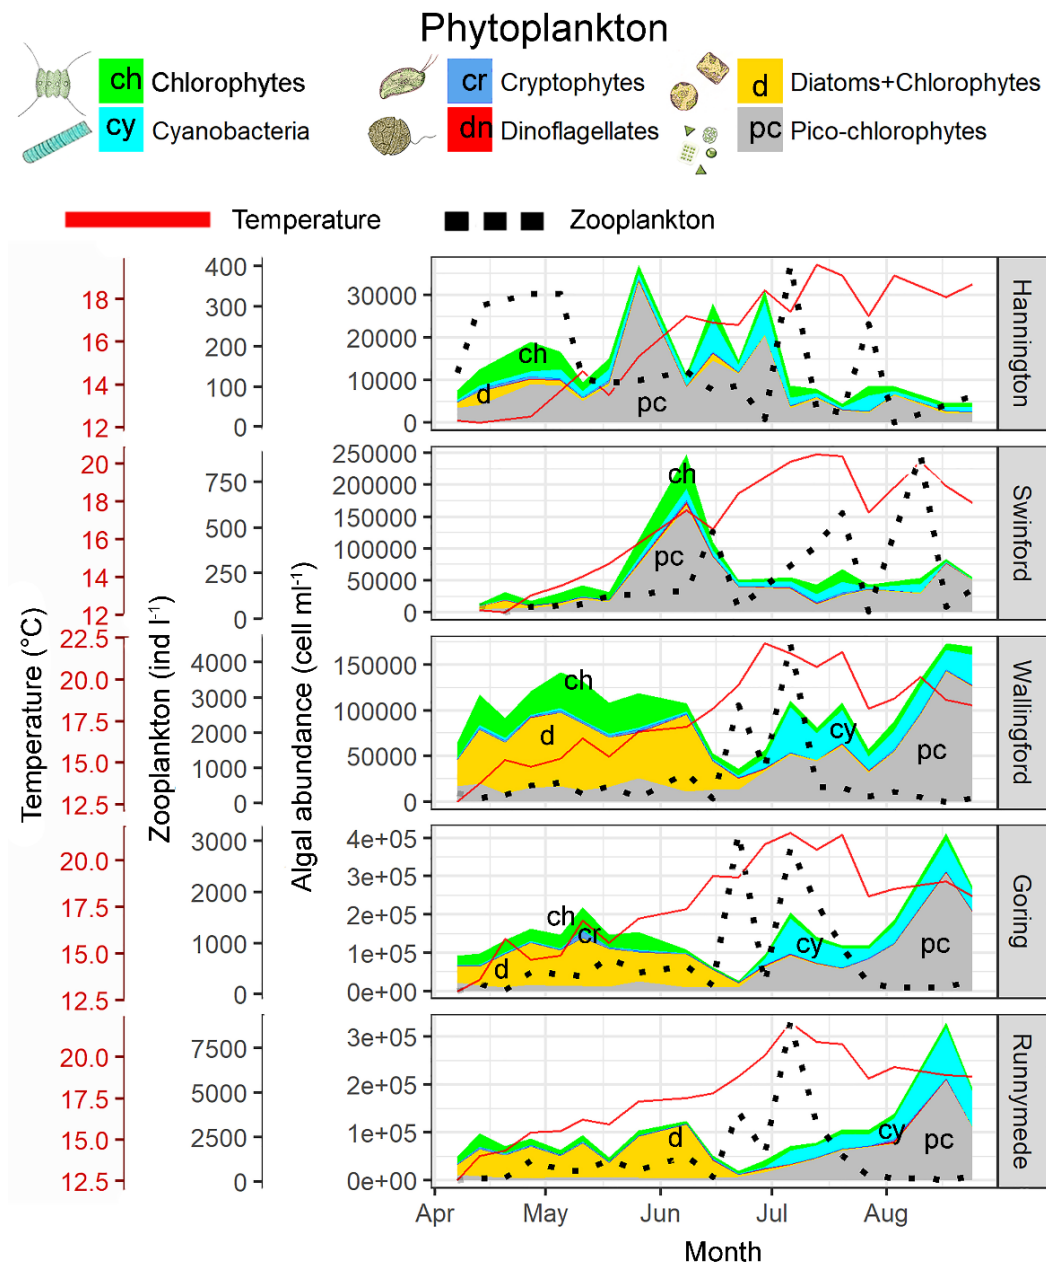 Phytoplankton
ch Chlorophytes cr Cryptophytes d Diatoms+Chlorophytes
cy Cyanobacteria dn Dinoflagellates pc Pico-chlorophytes
Temperature Zooplankton
Temperature (°C)
Zooplankton (ind l-1)
Algal abundance (cell ml-1)
18
16
14
12
400
300
200
100
0
30000
20000
10000
0
ch
d
pc
Hannington
20
18
16
14
12
750
500
250
0
250000
200000
150000
100000
50000
0
ch
pc
Swinford
22.5
20.0
17.5
15.0
12.5
4000
3000
2000
1000
0
150000
100000
50000
0
ch
d
cy
pc
Wallingford
20.0
17.5
15.0
12.5
3000
2000
1000
0
4e+05
3e+05
2e+05
1e+05
0e+00
ch
cr
d
cy
pc
Goring
20.0
17.5
15.0
12.5
7500
5000
2500
0
3e+05
2e+05
1e+05
0e+00
d
cy
pc
Runnymede
Apr May Jun Jul Aug
Month